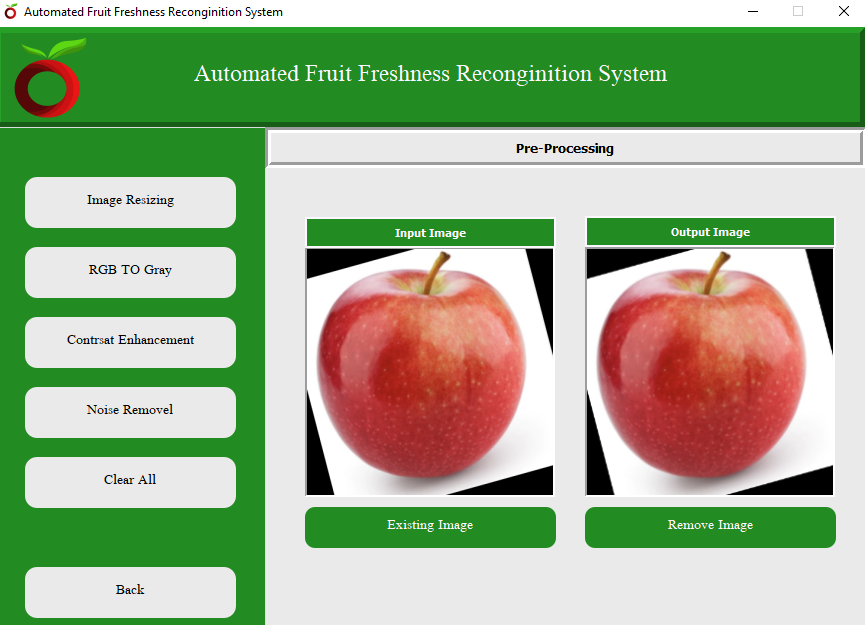 Automated Fruit Freshness Reconginition System
Automated Fruit Freshness Reconginition System
Pre-Processing
Image Resizing
RGB TO Gray
Contrsat Enhancement
Noise Removel
Clear All
Back
Input Image
Output Image
Existing Image
Remove Image